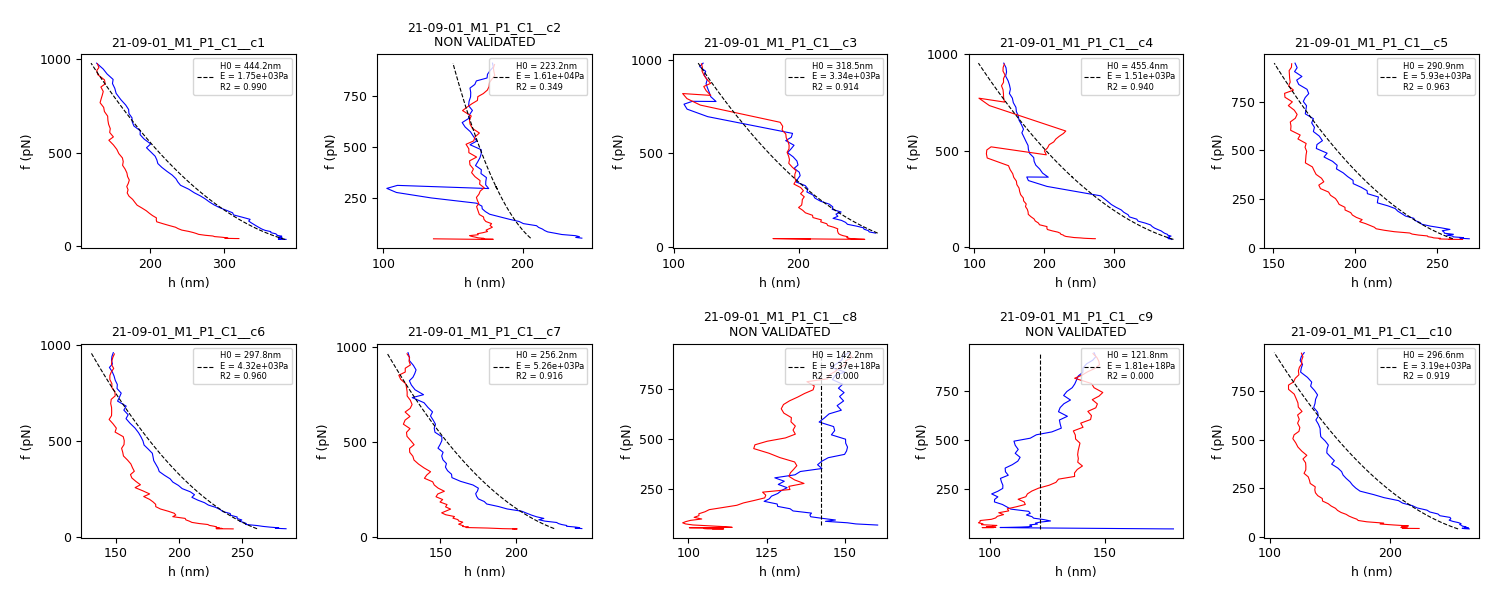 21-09-01_M1_P1_C1__c1
H0 = 444.2nm
E = 1.75e+03Pa
R2 = 0.990
1000
500
0
f (pN)
200 300
h (nm)
21-09-01_M1_P1_C1__c2
NON VALIDATED
H0 = 223.2nm
E = 1.61e+04Pa
R2 = 0.349
750
500
250
f (pN)
100 200
h (nm)
21-09-01_M1_P1_C1__c3
H0 = 318.5nm
E = 3.34e+03Pa
R2 = 0.914
1000
500
0
f (pN)
100 200
h (nm)
21-09-01_M1_P1_C1__c4
H0 = 455.4nm
E = 1.51e+03Pa
R2 = 0.940
1000
500
0
f (pN)
100 200 300
h (nm)
21-09-01_M1_P1_C1__c5
H0 = 290.9nm
E = 5.93e+03Pa
R2 = 0.963
750
500
250
0
f (pN)
150 200 250
h (nm)
21-09-01_M1_P1_C1__c6
H0 = 297.8nm
E = 4.32e+03Pa
R2 = 0.960
1000
500
0
f (pN)
150 200 250
h (nm)
21-09-01_M1_P1_C1__c7
H0 = 256.2nm
E = 5.26e+03Pa
R2 = 0.916
1000
500
0
f (pN)
150 200
h (nm)
21-09-01_M1_P1_C1__c8
NON VALIDATED
H0 = 142.2nm
E = 9.37e+18Pa
R2 = 0.000
750
500
250
f (pN)
100 125 150
h (nm)
21-09-01_M1_P1_C1__c9
NON VALIDATED
H0 = 121.8nm
E = 1.81e+18Pa
R2 = 0.000
750
500
250
f (pN)
100 150
h (nm)
21-09-01_M1_P1_C1__c10
H0 = 296.6nm
E = 3.19e+03Pa
R2 = 0.919
750
500
250
0
f (pN)
100 200
h (nm)